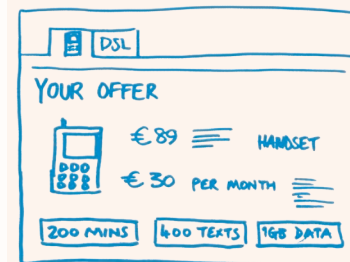 DSL
YOUR OFFER
€89 HANDSET
€30 PER MONTH
200 MINS 400 TEXTS 1GB DATA